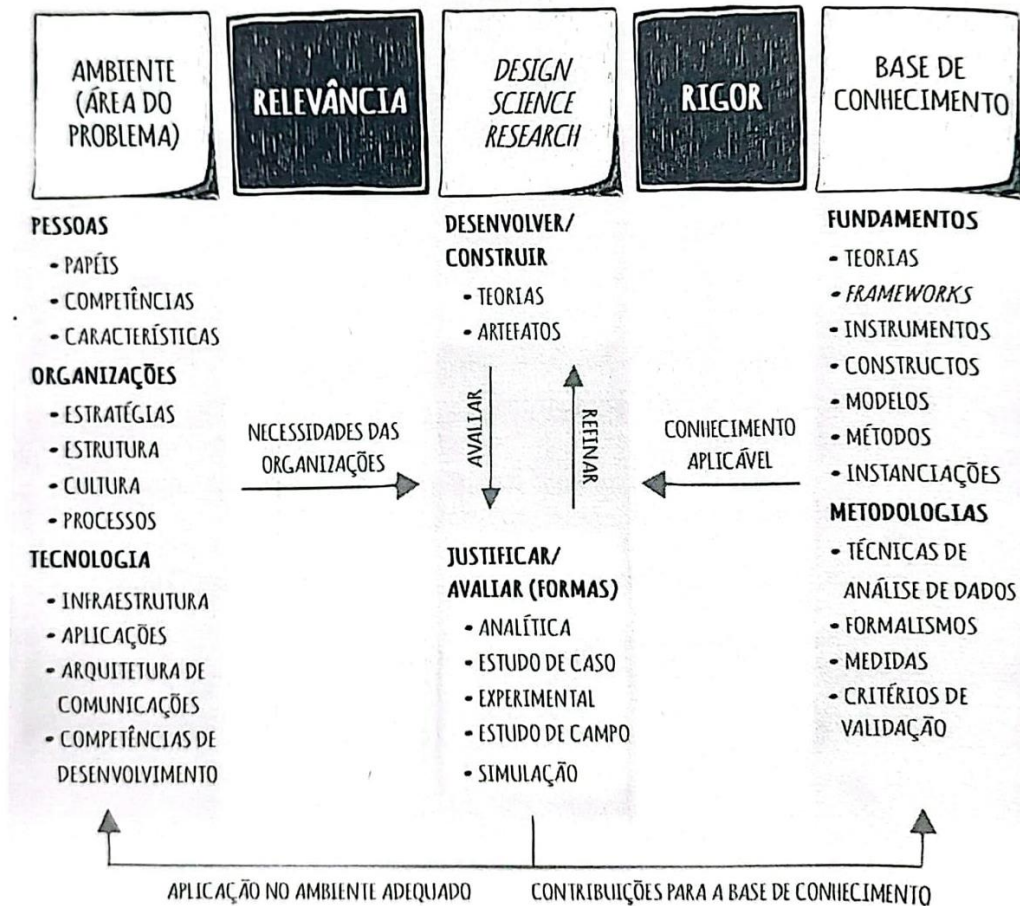 AMBIENTE
(ÁREA DO
PROBLEMA)
RELEVÂNCIA
DESIGN
SCIENCE
RESEARCH
RIGOR
BASE DE
CONHECIMENTO
PESSOAS
• PAPÉIS
• COMPETÊNCIAS
• CARACTERÍSTICAS
ORGANIZAÇÕES
• ESTRATÉGIAS
• ESTRUTURA
• CULTURA
• PROCESSOS
TECNOLOGIA
• INFRAESTRUTURA
• APLICAÇÕES
• ARQUITETURA DE
COMUNICAÇÕES
• COMPETÊNCIAS DE
DESENVOLVIMENTO
NECESSIDADES DAS
ORGANIZAÇÕES
DESENVOLVER/
CONSTRUIR
• TEORIAS
• ARTEFATOS
AVALIAR
REFINAR
JUSTIFICAR/
AVALIAR (FORMAS)
• ANALÍTICA
• ESTUDO DE CASO
• EXPERIMENTAL
• ESTUDO DE CAMPO
• SIMULAÇÃO
CONHECIMENTO
APLICÁVEL
FUNDAMENTOS
• TEORIAS
• FRAMEWORKS
• INSTRUMENTOS
• CONSTRUCTOS
• MODELOS
• MÉTODOS
• INSTANCIAÇÕES
METODOLOGIAS
• TÉCNICAS DE
ANÁLISE DE DADOS
• FORMALISMOS
• MEDIDAS
• CRITÉRIOS DE
VALIDAÇÃO
APLICAÇÃO NO AMBIENTE ADEQUADO
CONTRIBUIÇÕES PARA A BASE DE CONHECIMENTO